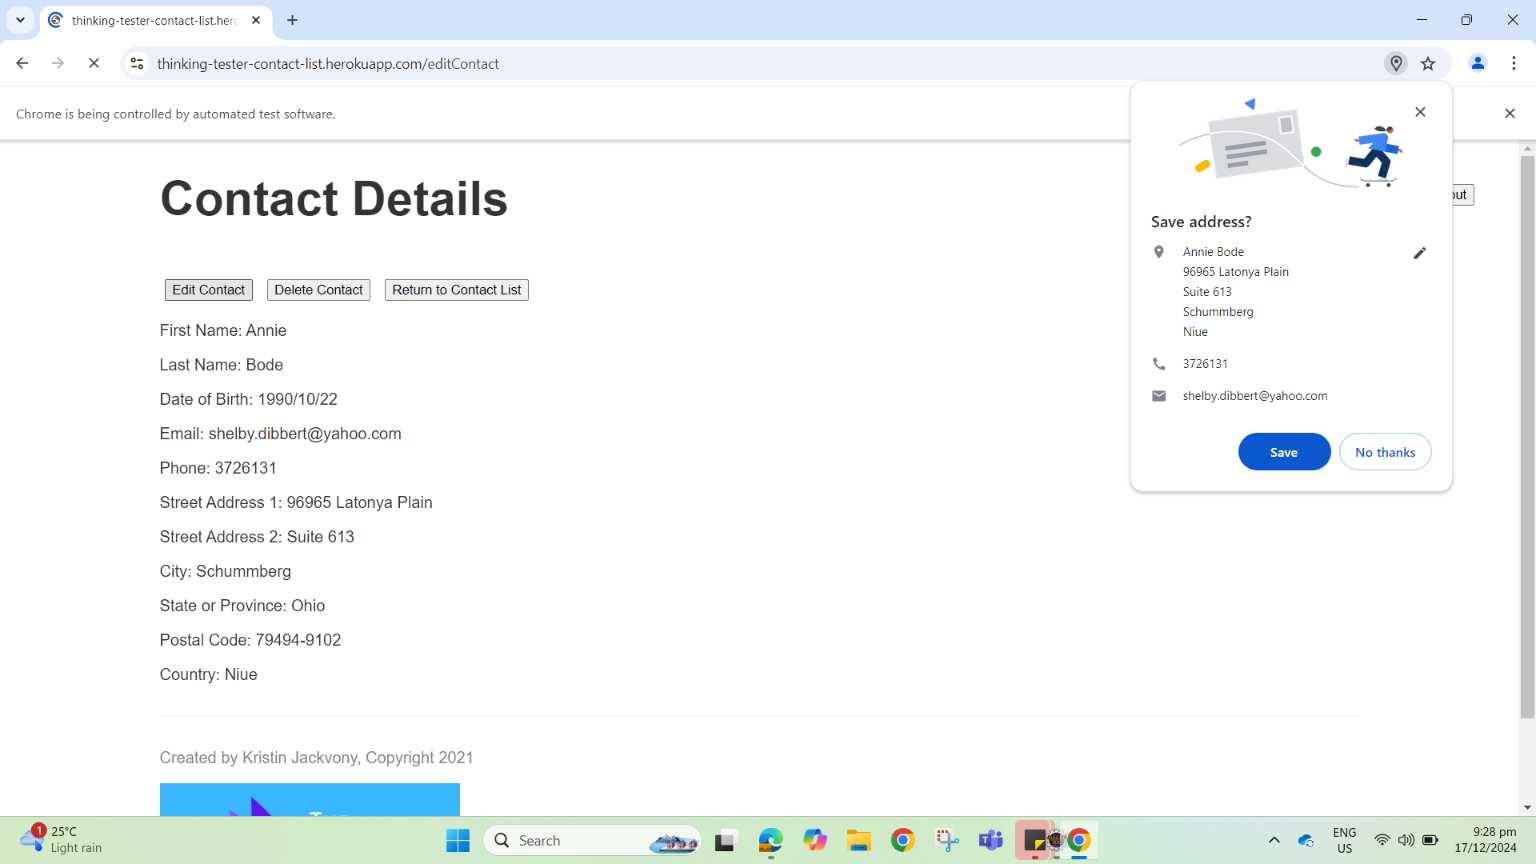 thinking-tester-contact-list.hero
thinking-tester-contact-list.herokuapp.com/editContact
Chrome is being controlled by automated test software.
Contact Details
Edit Contact
Delete Contact
Return to Contact List
First Name: Annie
Last Name: Bode
Date of Birth: 1990/10/22
Email: shelby.dibbert@yahoo.com
Phone: 3726131
Street Address 1: 96965 Latonya Plain
Street Address 2: Suite 613
City: Schummberg
State or Province: Ohio
Postal Code: 79494-9102
Country: Niue
Created by Kristin Jackvony, Copyright 2021
Save address?
Annie Bode
96965 Latonya Plain
Suite 613
Schummberg
Niue
3726131
shelby.dibbert@yahoo.com
Save
No thanks
1
25°C
Light rain
Search
ENG
US
9:28 pm
17/12/2024